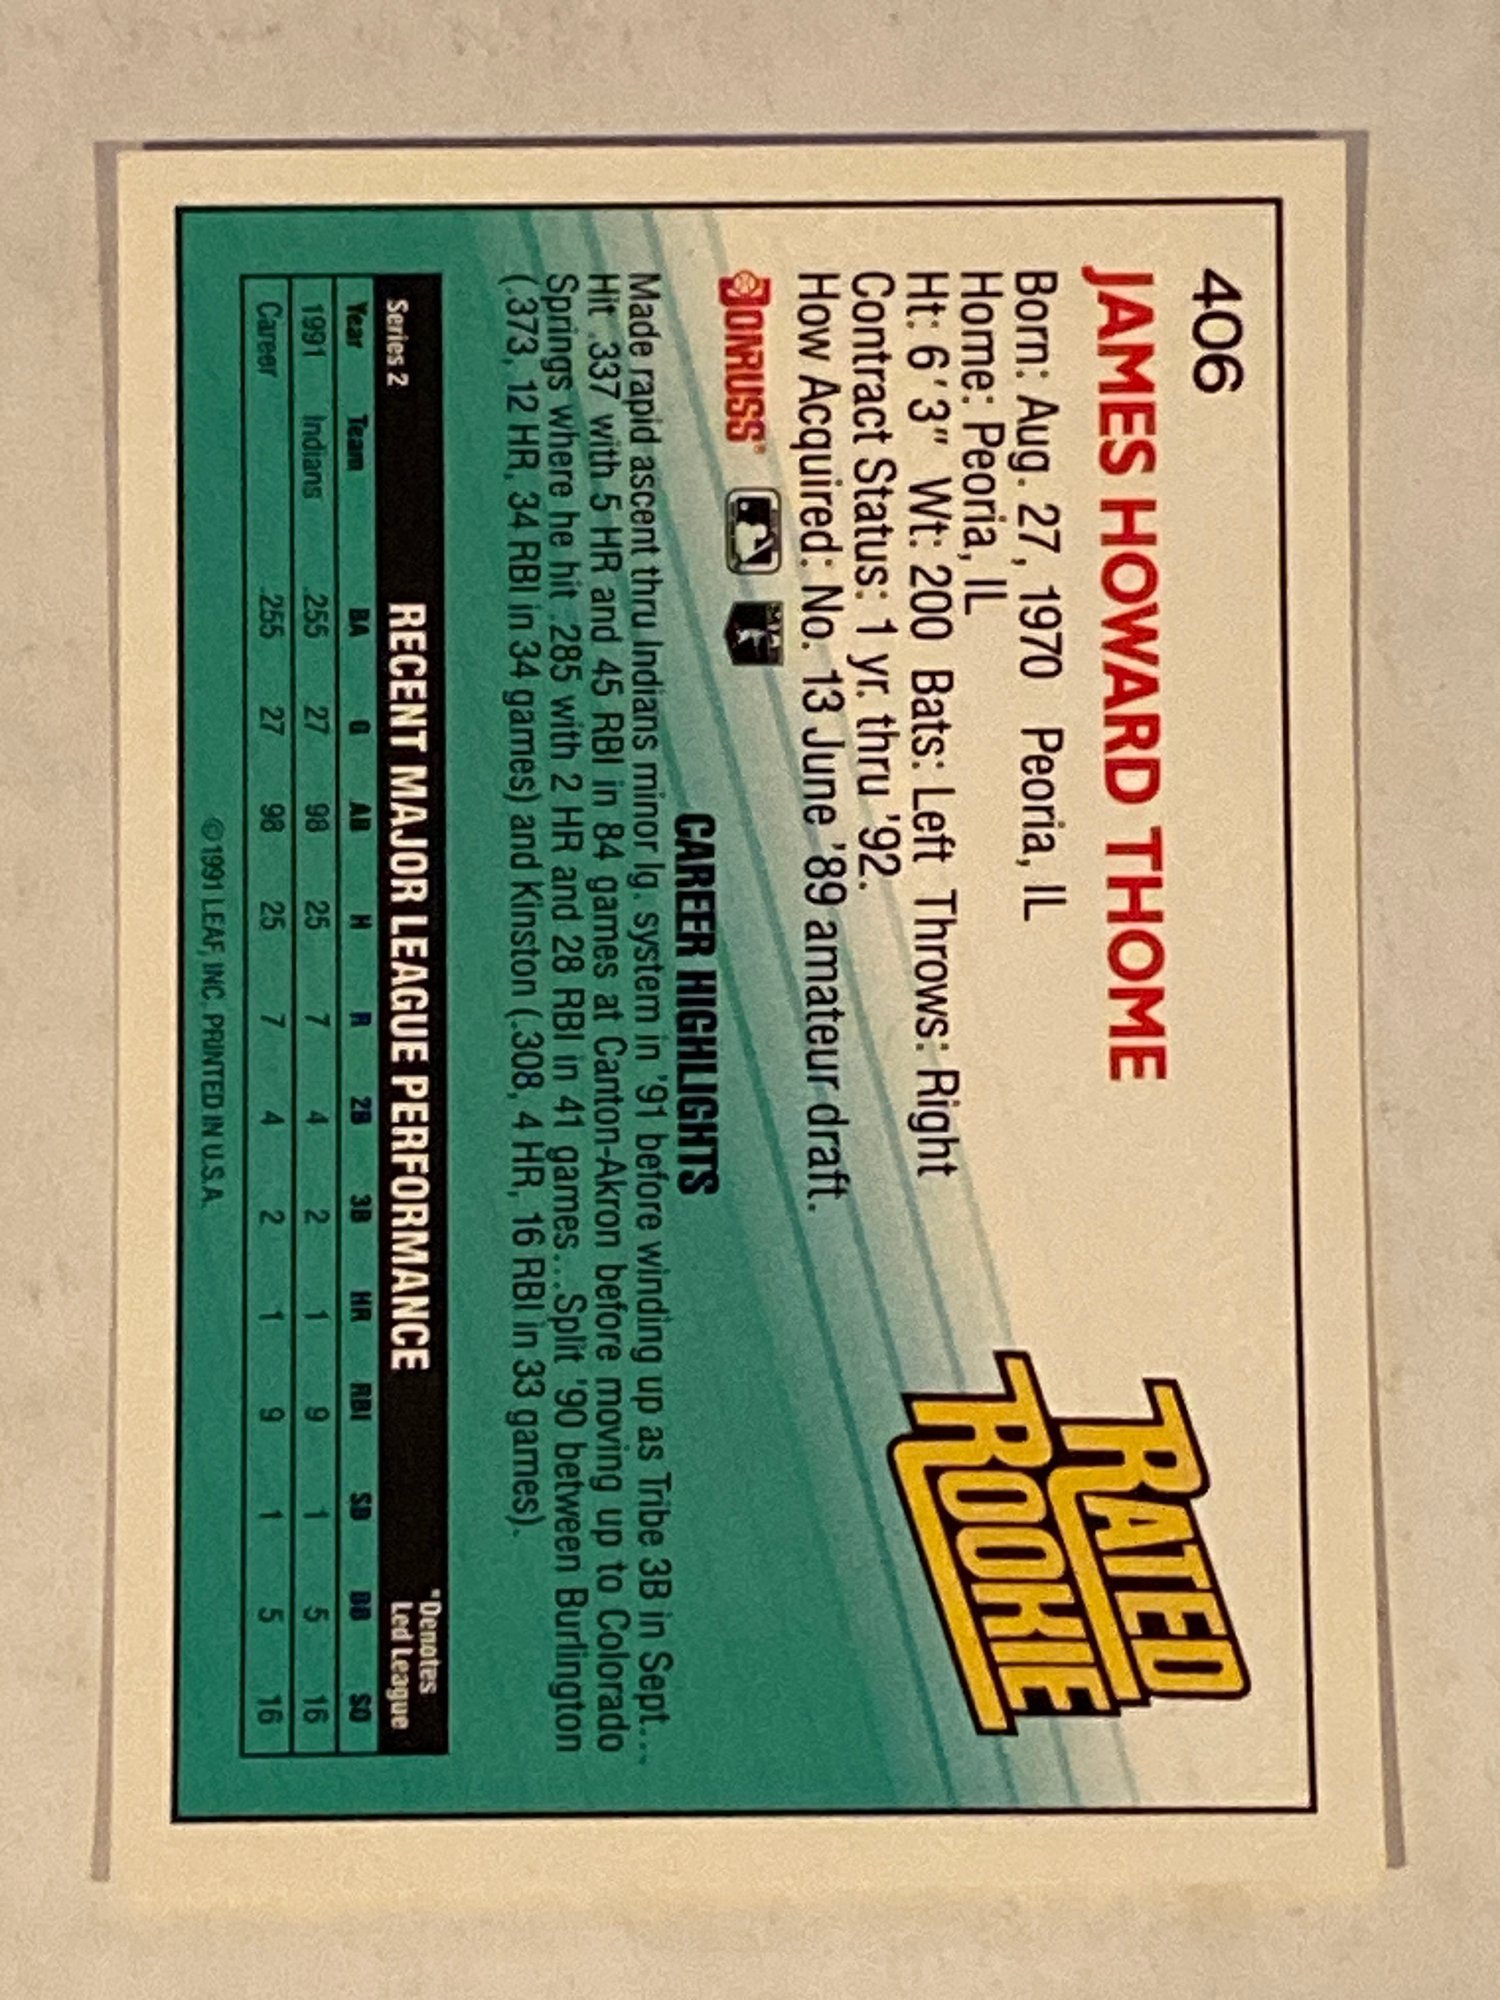 406
JAMES HOWARD THOME
Born: Aug. 27, 1970 Peoria, IL
Home: Peoria, IL
Ht: 6'3" Wt: 200 Bats: Left Throws: Right
Contract Status: 1 yr. thru '92.
How Acquired: No. 13 June '89 amateur draft.
RATED
ROOKIE
DONRUSS®
CAREER HIGHLIGHTS
Made rapid ascent thru Indians minor lg. system in '91 before winding up as Tribe 3B in Sept...
Hit .337 with 5 HR and 45 RBI in 84 games at Canton-Akron before moving up to Colorado
Springs where he hit .285 with 2 HR and 28 RBI in 41 games...Split '90 between Burlington
(.373, 12 HR, 34 RBI in 34 games) and Kinston (.308, 4 HR, 16 RBI in 33 games).
Series 2 RECENT MAJOR LEAGUE PERFORMANCE *Denotes
Led League
Year Team BA G AB H R 2B 3B HR RBI SB BB SO
1991 Indians .255 27 98 25 7 4 2 1 9 1 5 16
Career .255 27 98 25 7 4 2 1 9 1 5 16
©1991 LEAF, INC. PRINTED IN U.S.A.